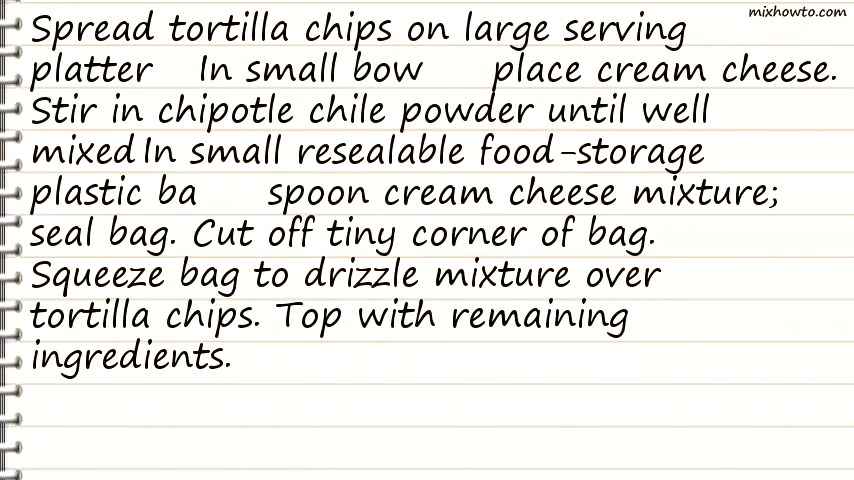 mixhowto.com
Spread tortilla chips on large serving
platter In small bow place cream cheese.
Stir in chipotle chile powder until well
mixed In small resealable food-storage
plastic ba spoon cream cheese mixture;
seal bag. Cut off tiny corner of bag.
Squeeze bag to drizzle mixture over
tortilla chips. Top with remaining
ingredients.